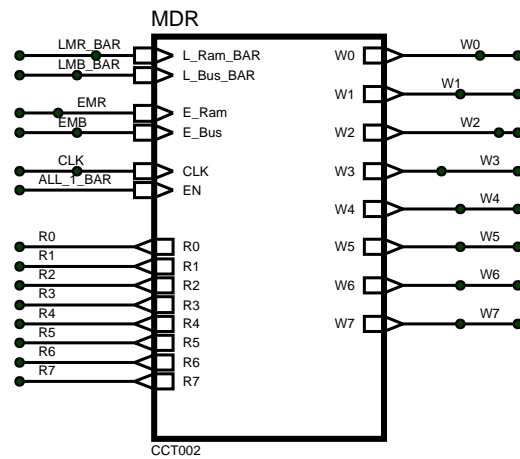 MDR
LMR_BAR
L_Ram_BAR
W0
W0
LMB_BAR
L_Bus_BAR
W1
W1
EMR
E_Ram
EMB
E_Bus
W2
W2
CLK
CLK
W3
W3
ALL_1_BAR
EN
W4
W4
R0
R0
W5
W5
R1
R1
R2
R2
W6
W6
R3
R3
R4
R4
W7
W7
R5
R5
R6
R6
R7
R7
CCT002